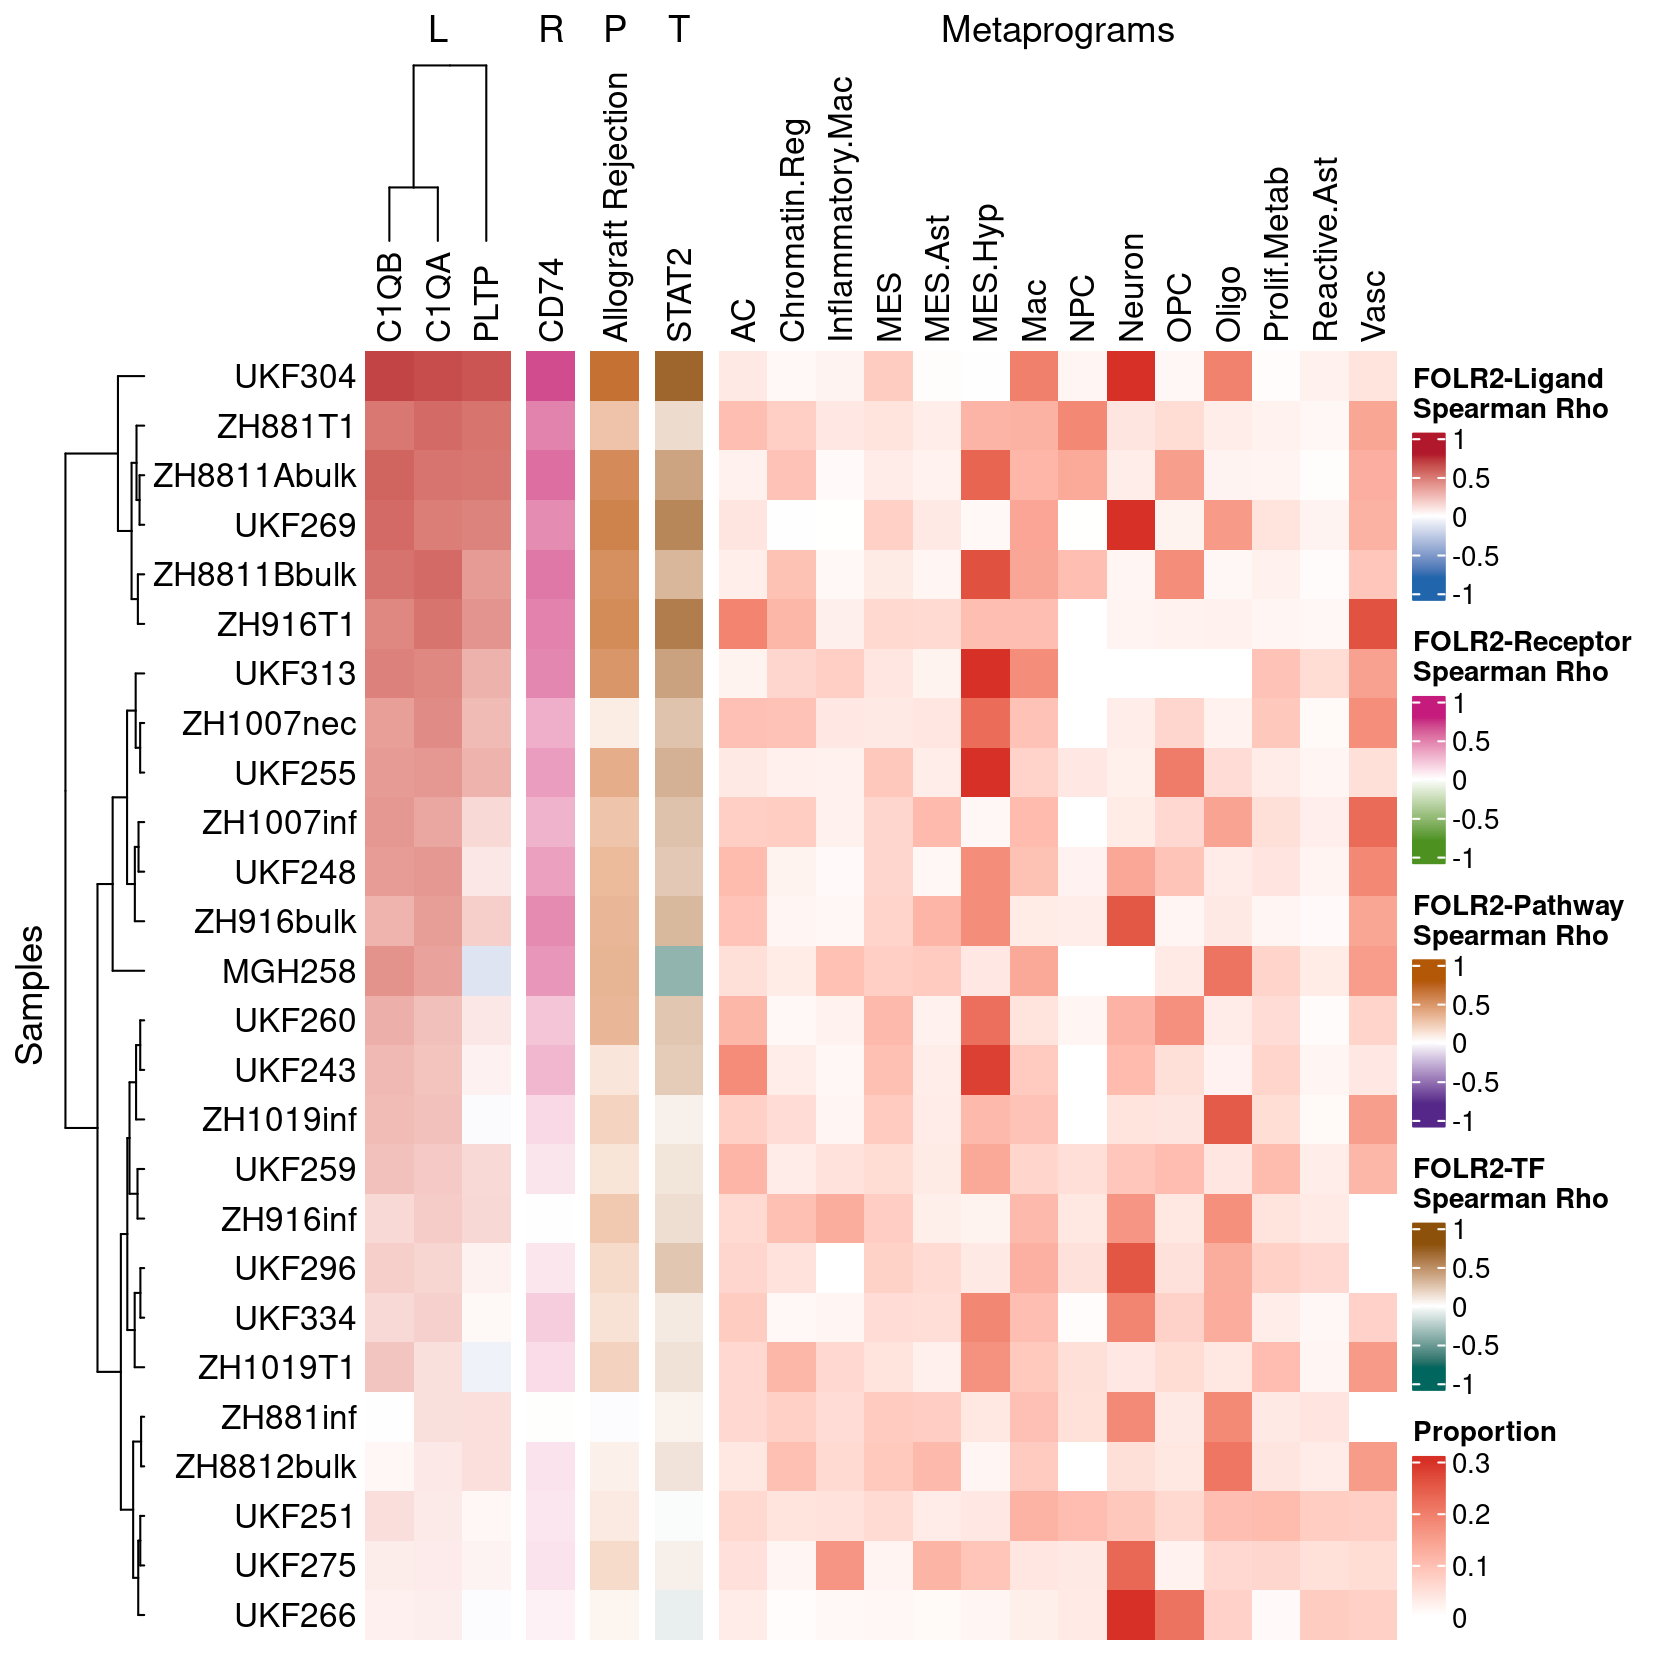 L R P T Metaprograms
C1QB
C1QA
PLTP
CD74
Allograft Rejection
STAT2
AC
Chromatin.Reg
Inflammatory.Mac
MES
MES.Ast
MES.Hyp
Mac
NPC
Neuron
OPC
Oligo
Prolif.Metab
Reactive.Ast
Vasc
Samples
UKF304
ZH881T1
ZH8811Abulk
UKF269
ZH8811Bbulk
ZH916T1
UKF313
ZH1007nec
UKF255
ZH1007inf
UKF248
ZH916bulk
MGH258
UKF260
UKF243
ZH1019inf
UKF259
ZH916inf
UKF296
UKF334
ZH1019T1
ZH881inf
ZH8812bulk
UKF251
UKF275
UKF266
FOLR2-Ligand
Spearman Rho
1
0.5
0
-0.5
-1
FOLR2-Receptor
Spearman Rho
1
0.5
0
-0.5
-1
FOLR2-Pathway
Spearman Rho
1
0.5
0
-0.5
-1
FOLR2-TF
Spearman Rho
1
0.5
0
-0.5
-1
Proportion
0.3
0.2
0.1
0